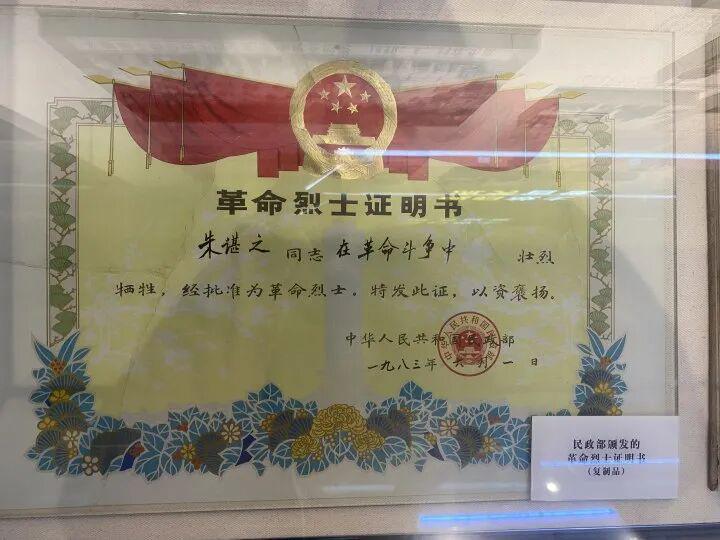 革命烈士证明书
朱谌之 同志 在革命斗争中 壮烈
牺牲，经批准为革命烈士。特发此证，以资褒扬。
中华人民共和国民政部
一九八三年 六月一日
民政部颁发的
革命烈士证明书
（复制品）